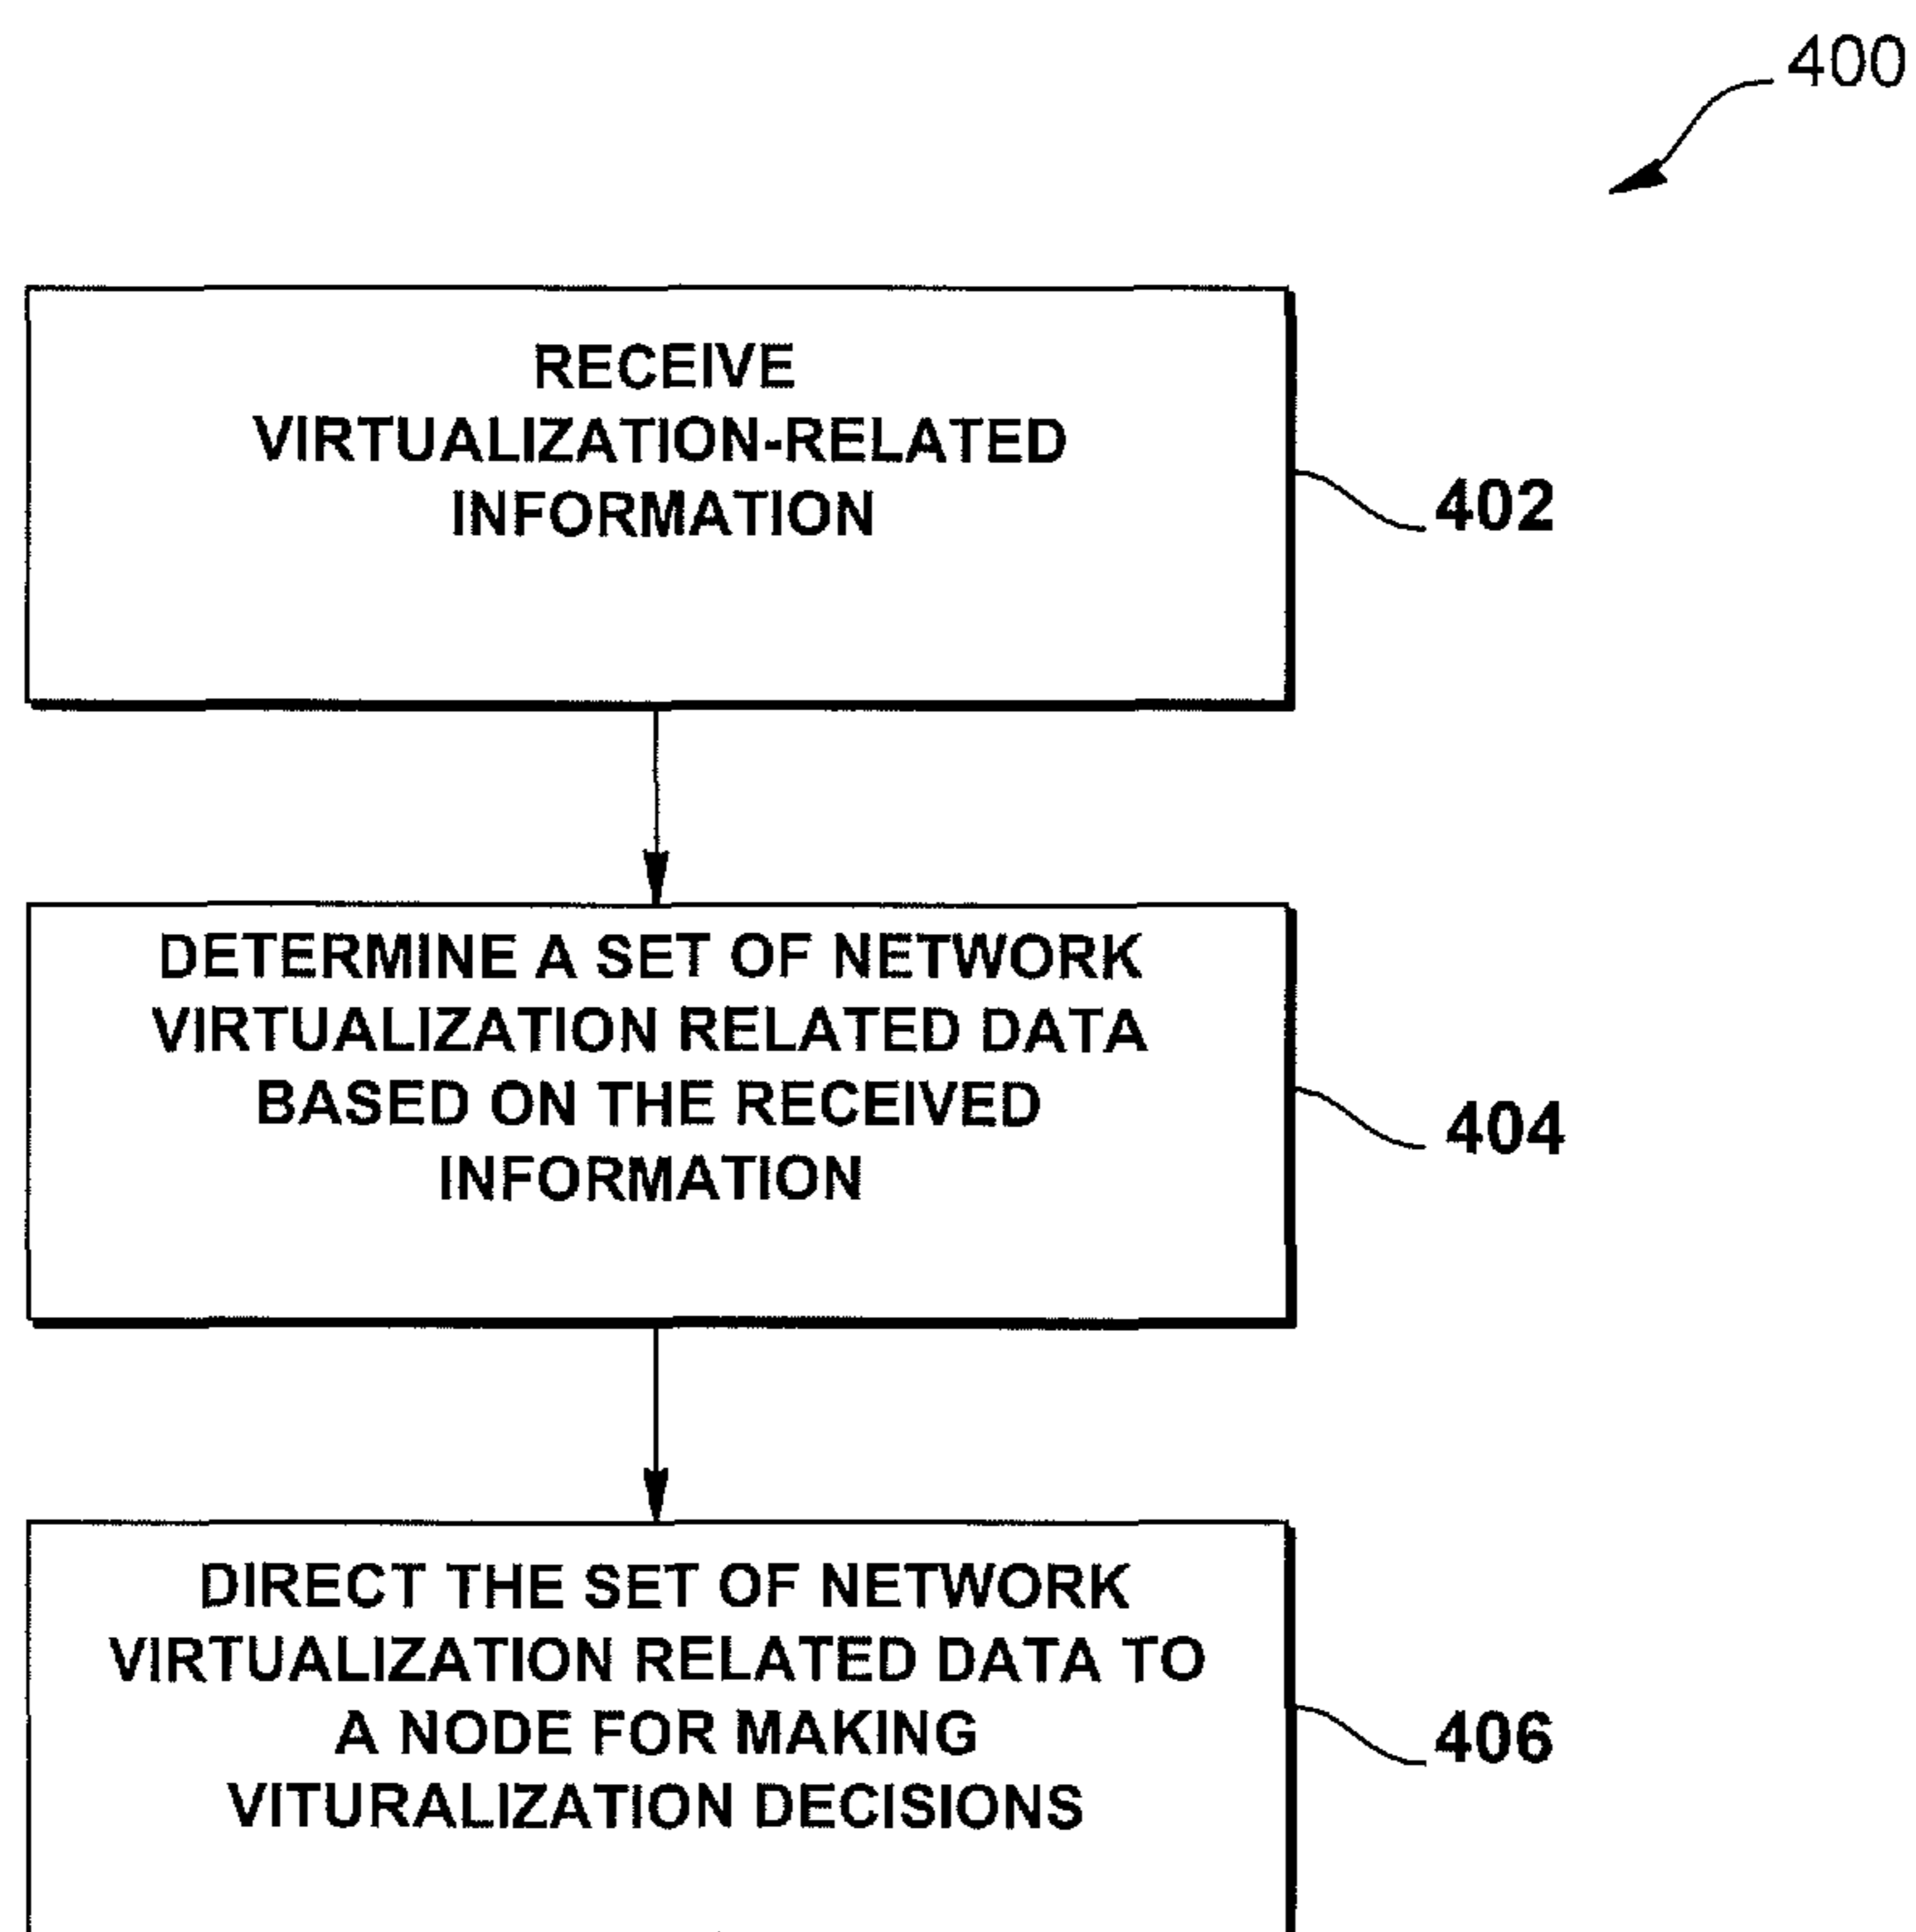 400
RECEIVE
VIRTUALIZATION-RELATED
INFORMATION
402
DETERMINE A SET OF NETWORK
VIRTUALIZATION RELATED DATA
BASED ON THE RECEIVED
INFORMATION
404
DIRECT THE SET OF NETWORK
VIRTUALIZATION RELATED DATA TO
A NODE FOR MAKING
VITURALIZATION DECISIONS
406